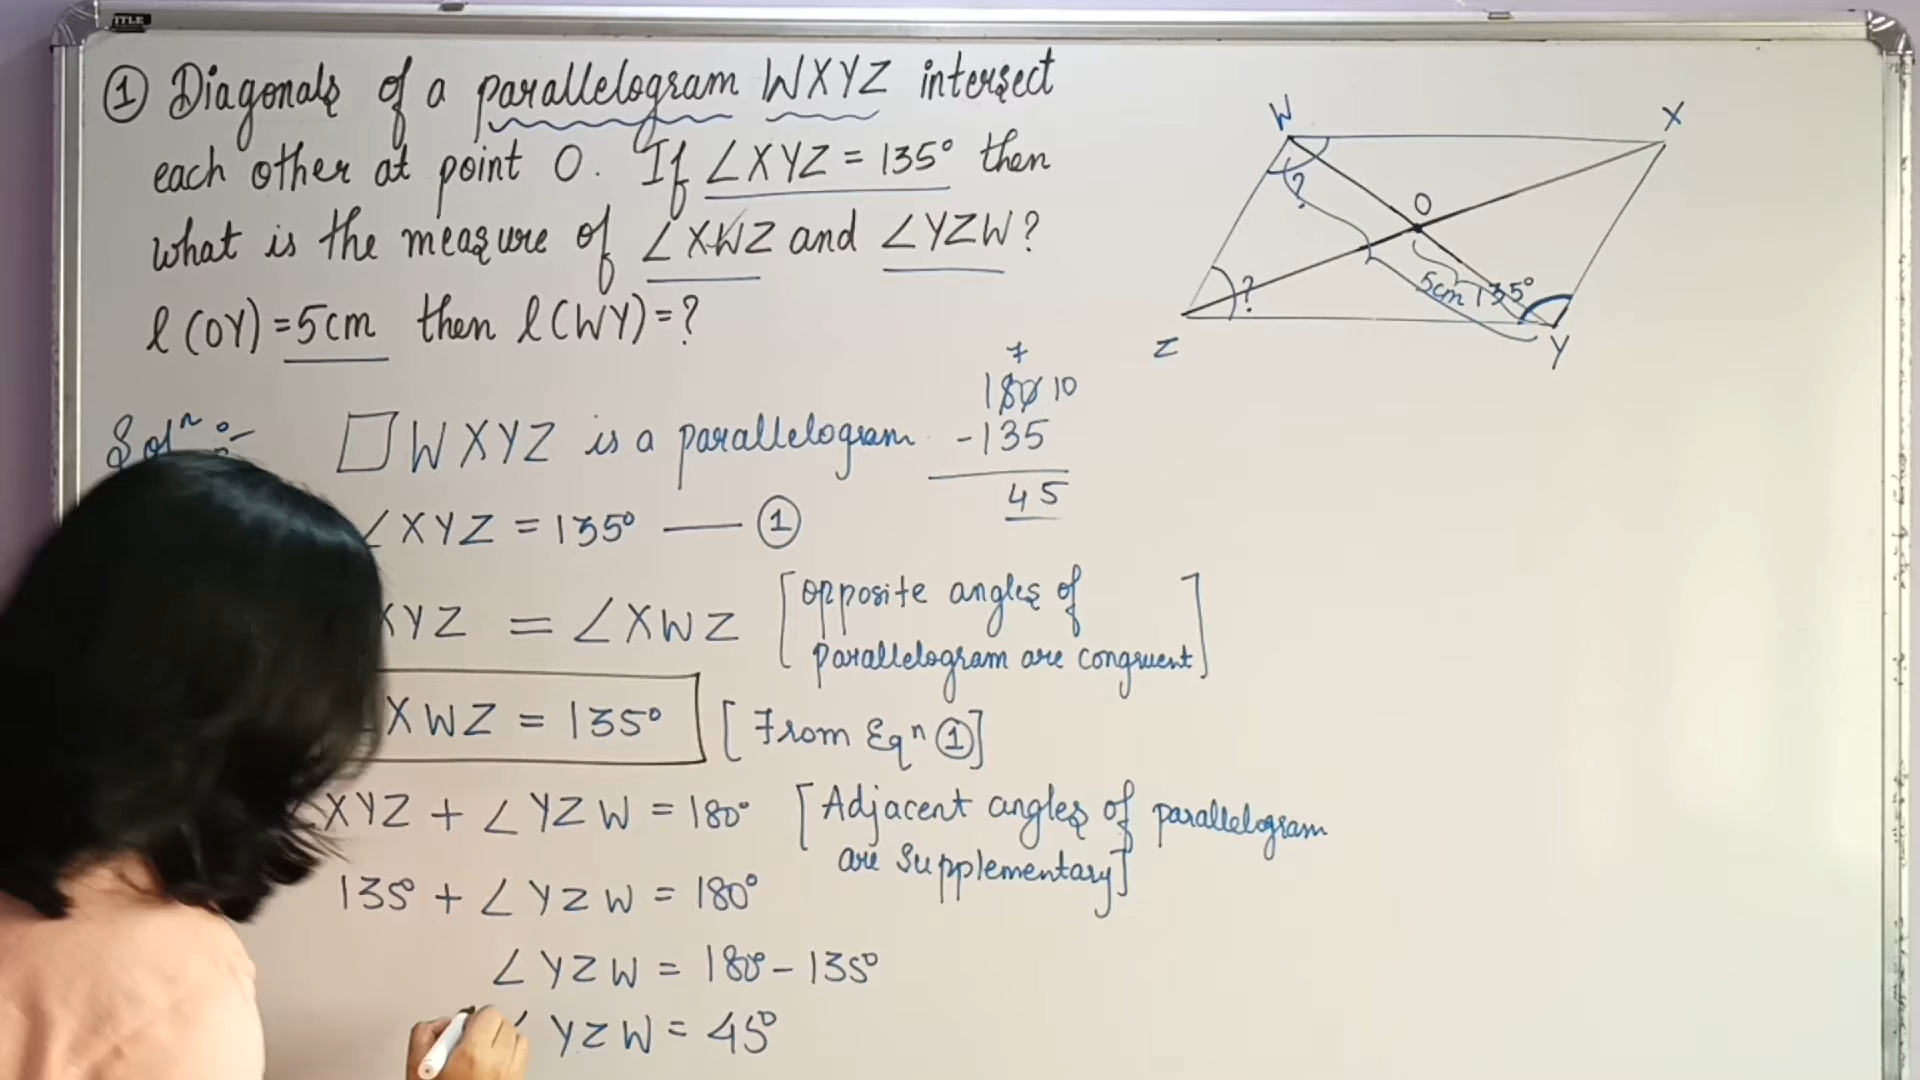 ① Diagonals of a parallelogram WXYZ intersect
each other at point O. If ∠XYZ = 135° then
what is the measure of ∠XWZ and ∠YZW?
l(OY) = 5cm then l(WY) = ?
W
X
?
O
?
5cm 135°
Z
Y
Solⁿ :-
□WXYZ is a parallelogram
7
180 10
-135
45
∠XYZ = 135° —— ①
XYZ = ∠XWZ [Opposite angles of
parallelogram are congruent]
XWZ = 135° [From Eqⁿ ①]
∠XYZ + ∠YZW = 180° [Adjacent angles of parallelogram
are Supplementary]
135° + ∠YZW = 180°
∠YZW = 180° - 135°
∠YZW = 45°